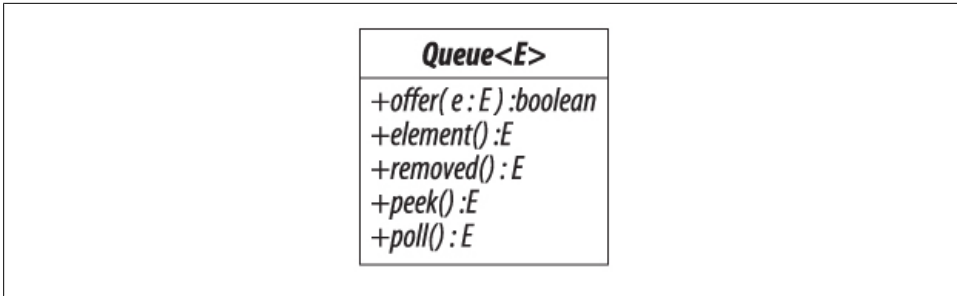 Queue<E>
+offer( e : E ) :boolean
+element() :E
+removed() : E
+peek() :E
+poll() : E